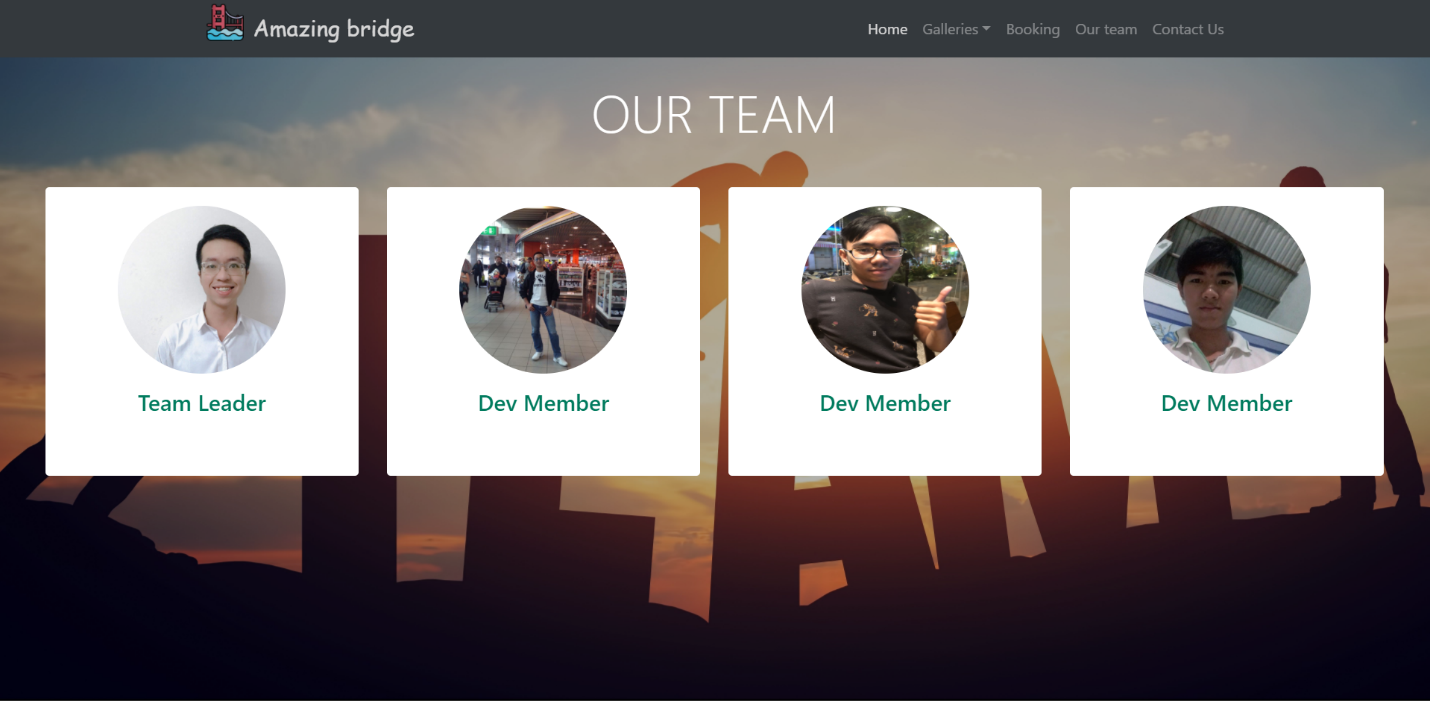 Amazing bridge
Home Galleries Booking Our team Contact Us
OUR TEAM
Team Leader
Dev Member
Dev Member
Dev Member